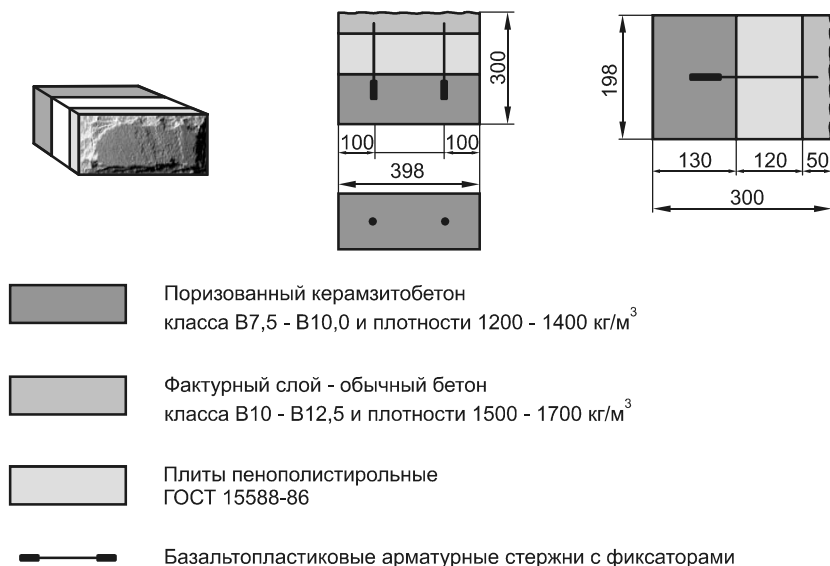 300
100
100
398
198
130
120
50
300
Поризованный керамзитобетон
класса В7,5 - В10,0 и плотности 1200 - 1400 кг/м³
Фактурный слой - обычный бетон
класса В10 - В12,5 и плотности 1500 - 1700 кг/м³
Плиты пенополистирольные
ГОСТ 15588-86
Базальтопластиковые арматурные стержни с фиксаторами